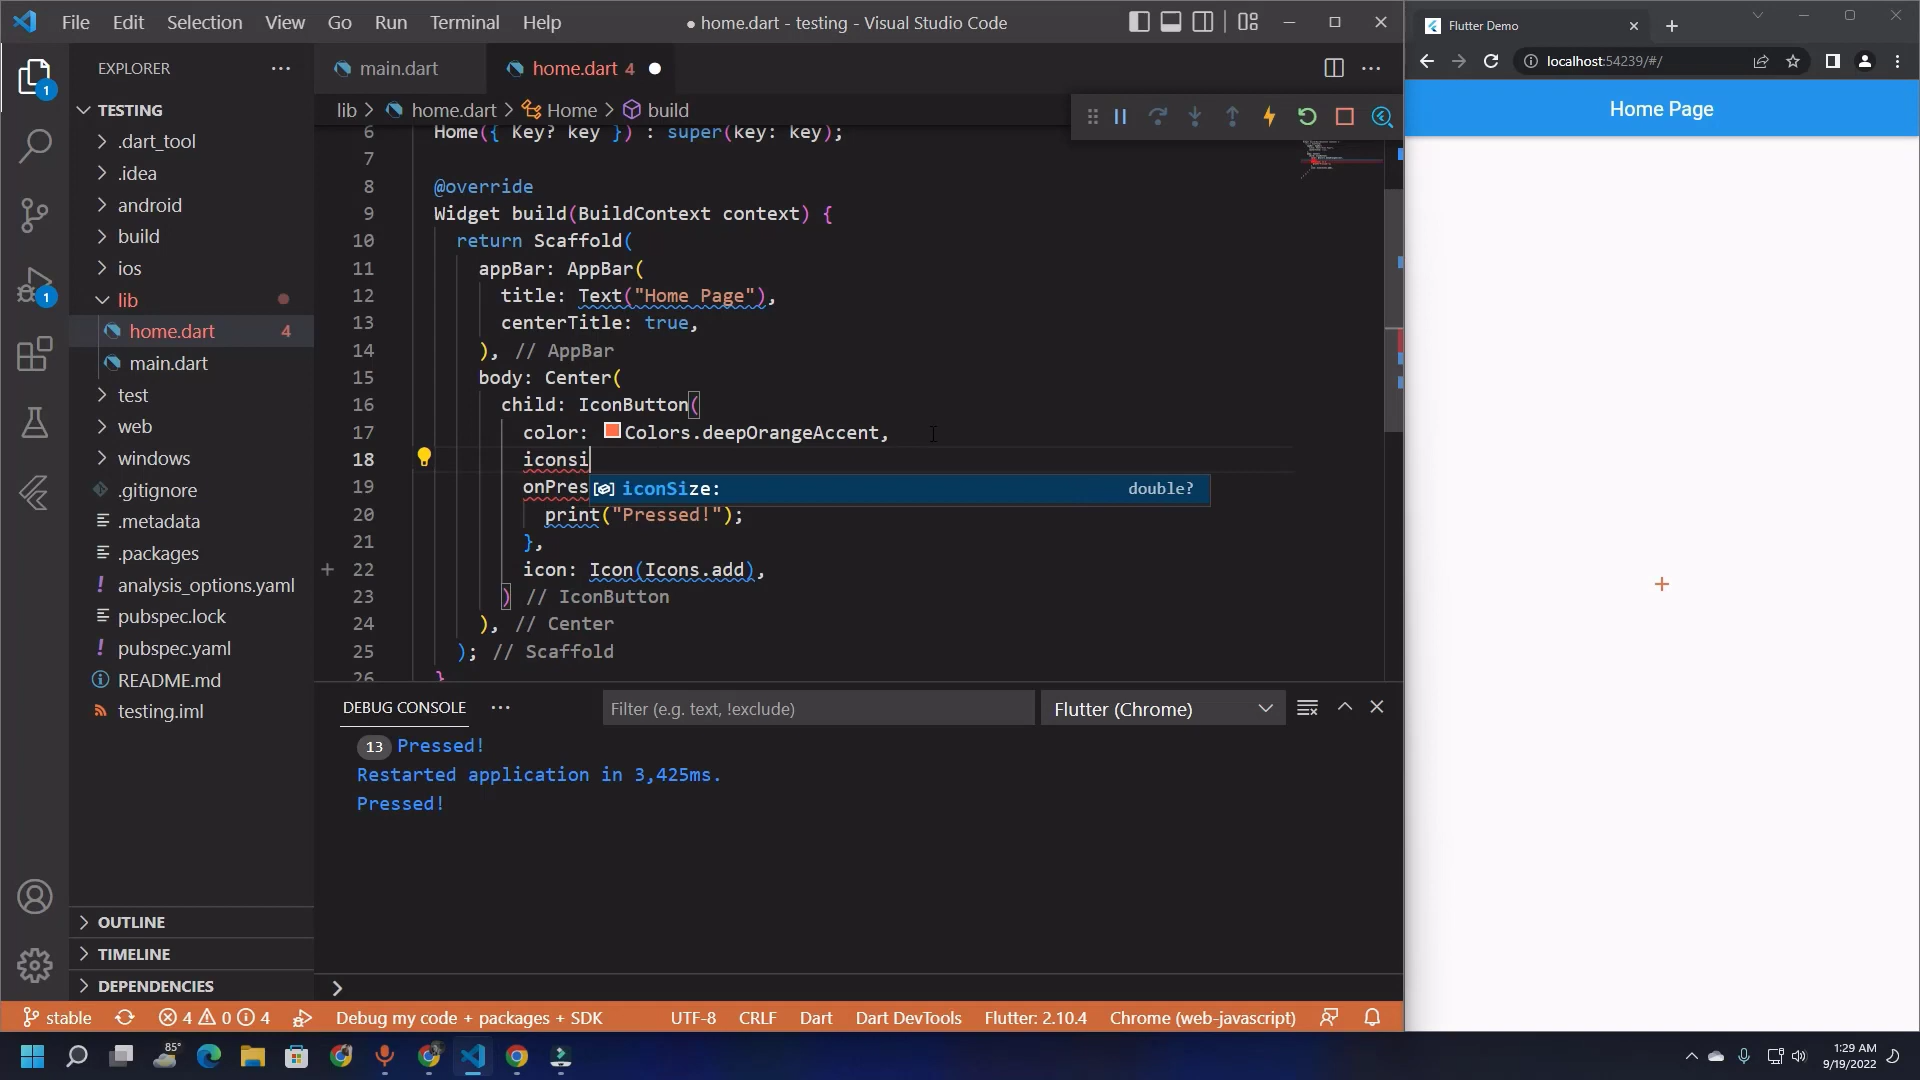 File Edit Selection View Go Run Terminal Help
● home.dart - testing - Visual Studio Code
EXPLORER
TESTING
.dart_tool
.idea
android
build
ios
lib
home.dart 4
main.dart
test
web
windows
.gitignore
.metadata
.packages
analysis_options.yaml
pubspec.lock
pubspec.yaml
README.md
testing.iml
OUTLINE
TIMELINE
DEPENDENCIES
1
1
main.dart
home.dart 4
lib > home.dart > Home > build
6 Home({ Key? key }) : super(key: key);
7
8 @override
9 Widget build(BuildContext context) {
10 return Scaffold(
11 appBar: AppBar(
12 title: Text("Home Page"),
13 centerTitle: true,
14 ), // AppBar
15 body: Center(
16 child: IconButton(
17 color: Colors.deepOrangeAccent,
18 iconsi
19 onPres
iconSize: double?
20 print("Pressed!");
21 },
22 icon: Icon(Icons.add),
23 ) // IconButton
24 ), // Center
25 ); // Scaffold
26 }
DEBUG CONSOLE
Filter (e.g. text, !exclude)
Flutter (Chrome)
13 Pressed!
Restarted application in 3,425ms.
Pressed!
stable 4 0 4 Debug my code + packages + SDK UTF-8 CRLF Dart Dart DevTools Flutter: 2.10.4 Chrome (web-javascript)
Flutter Demo
localhost:54239/#/
Home Page
85°
1:29 AM
9/19/2022